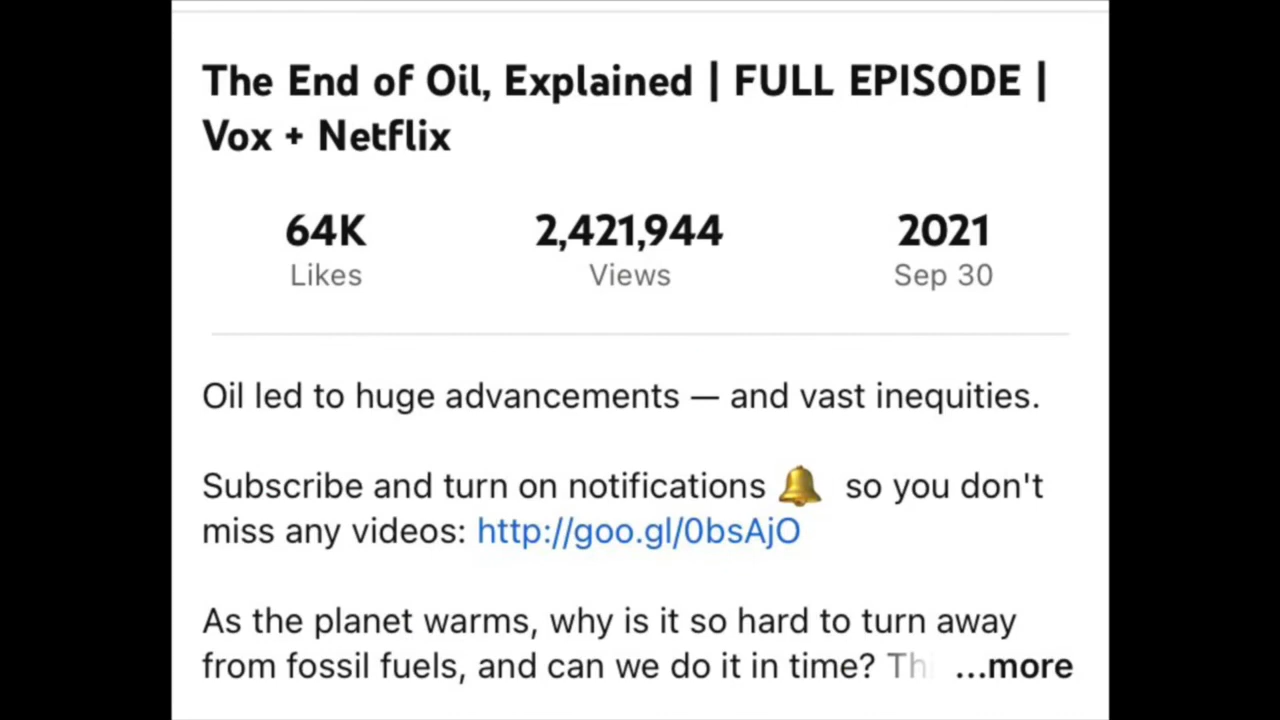 The End of Oil, Explained | FULL EPISODE |
Vox + Netflix
64K 2,421,944 2021
Likes Views Sep 30
Oil led to huge advancements — and vast inequities.
Subscribe and turn on notifications 🔔 so you don't
miss any videos: http://goo.gl/0bsAjO
As the planet warms, why is it so hard to turn away
from fossil fuels, and can we do it in time? ...more